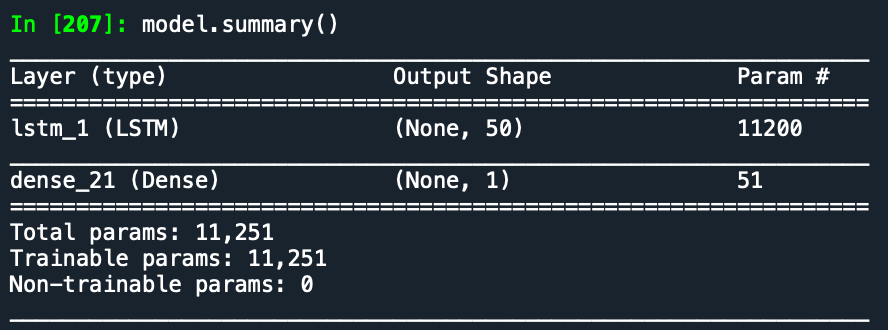 In [207]: model.summary()
Layer (type) Output Shape Param #
lstm_1 (LSTM) (None, 50) 11200
dense_21 (Dense) (None, 1) 51
Total params: 11,251
Trainable params: 11,251
Non-trainable params: 0